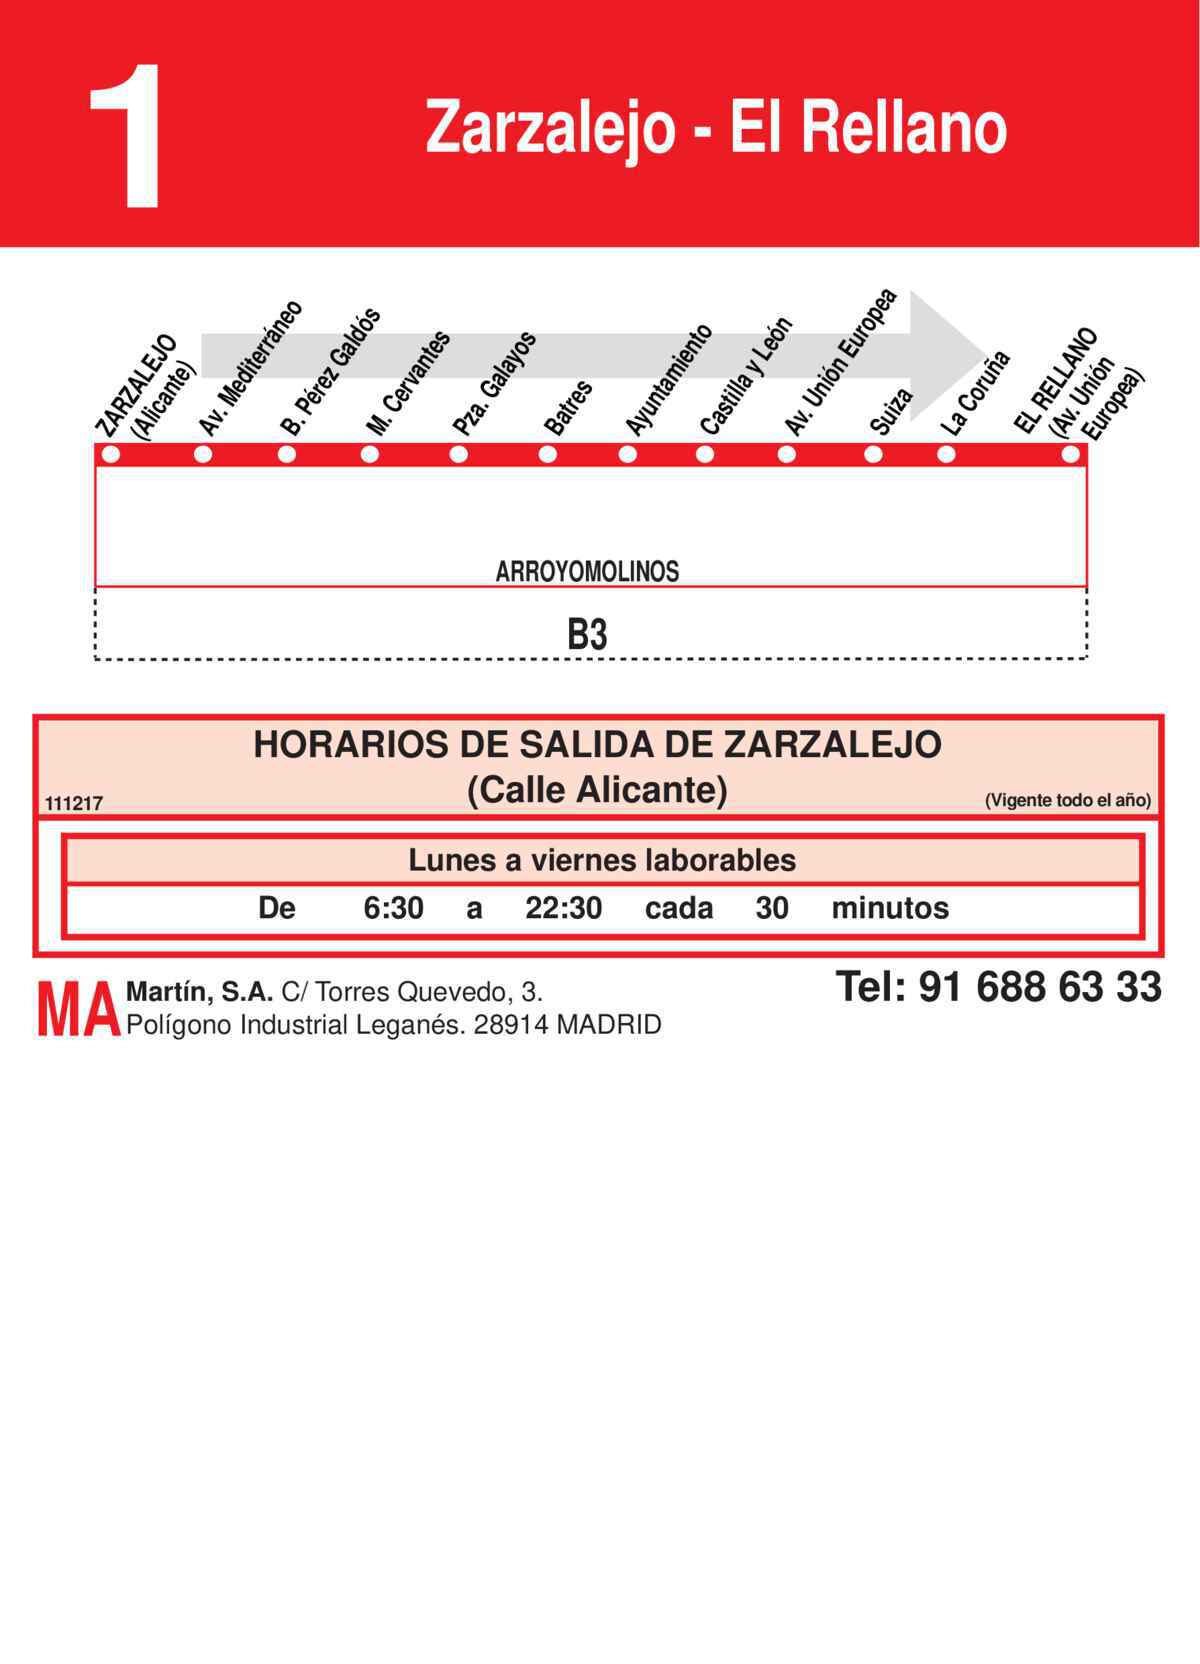 1
Zarzalejo - El Rellano
ZARZALEJO
(Alicante)
Av. Mediterráneo
B. Pérez Galdós
M. Cervantes
Pza. Galayos
Batres
Ayuntamiento
Castilla y León
Av. Unión Europea
Suiza
La Coruña
EL RELLANO
(Av. Unión
Europea)
ARROYOMOLINOS
B3
HORARIOS DE SALIDA DE ZARZALEJO
(Calle Alicante)
111217
(Vigente todo el año)
Lunes a viernes laborables
De 6:30 a 22:30 cada 30 minutos
MA
Martín, S.A. C/ Torres Quevedo, 3.
Polígono Industrial Leganés. 28914 MADRID
Tel: 91 688 63 33